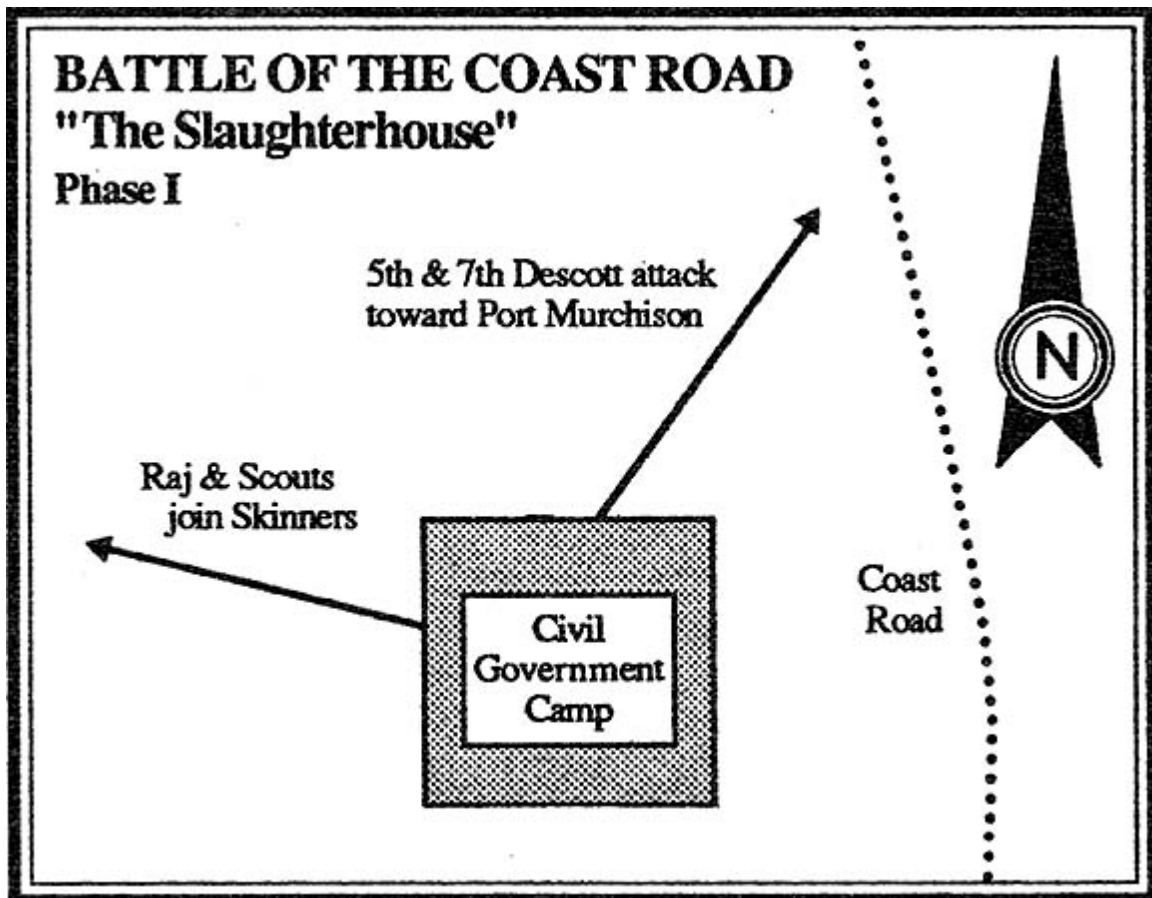 BATTLE OF THE COAST ROAD
"The Slaughterhouse"
Phase I
5th & 7th Descott attack
toward Port Murchison
N
Raj & Scouts
join Skinners
Coast
Road
Civil
Government
Camp